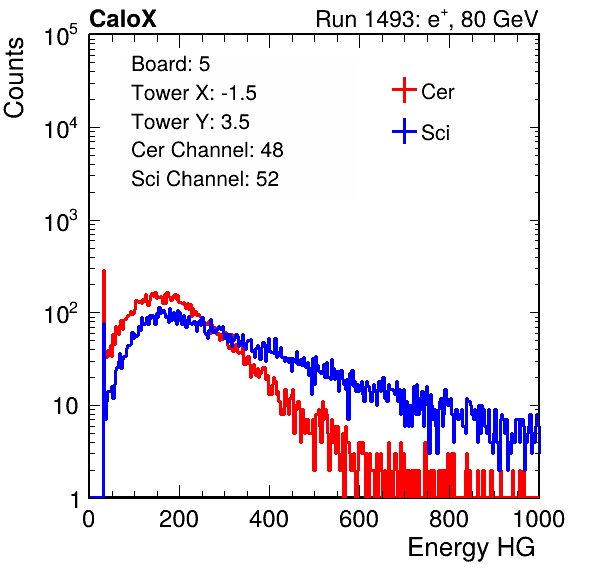 CaloX Run 1493: e⁺, 80 GeV
Counts
10⁵
10⁴
10³
10²
10
1
Board: 5
Tower X: -1.5
Tower Y: 3.5
Cer Channel: 48
Sci Channel: 52
Cer
Sci
0 200 400 600 800 1000
Energy HG